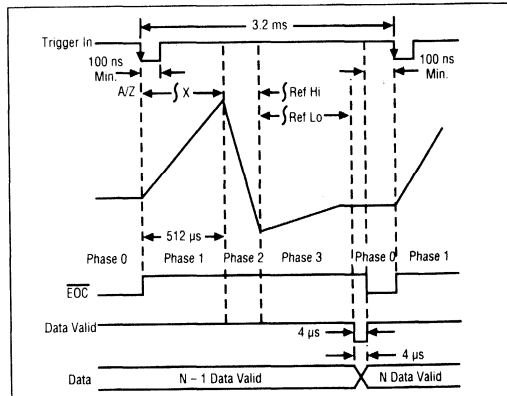 3.2 ms
Trigger In
100 ns
Min.
100 ns
Min.
A/Z
∫ X
∫ Ref Hi
∫ Ref Lo
512 µs
Phase 0
Phase 1
Phase 2
Phase 3
Phase 0
Phase 1
EOC
Data Valid
4 µs
4 µs
Data
N – 1 Data Valid
N Data Valid